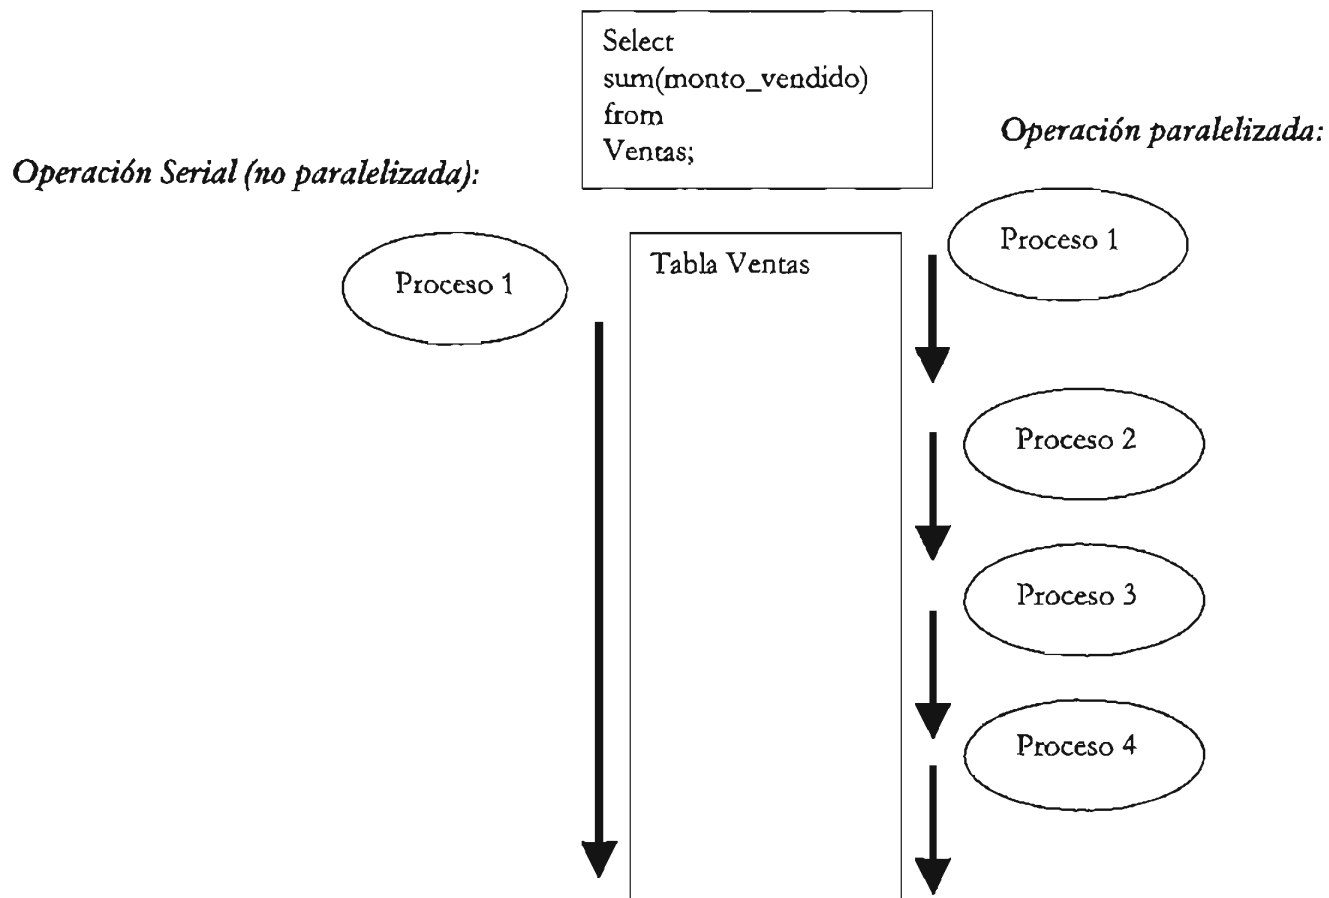 Select
sum(monto_vendido)
from
Ventas;
Operación paralelizada:
Operación Serial (no paralelizada):
Proceso 1
Tabla Ventas
Proceso 1
Proceso 2
Proceso 3
Proceso 4